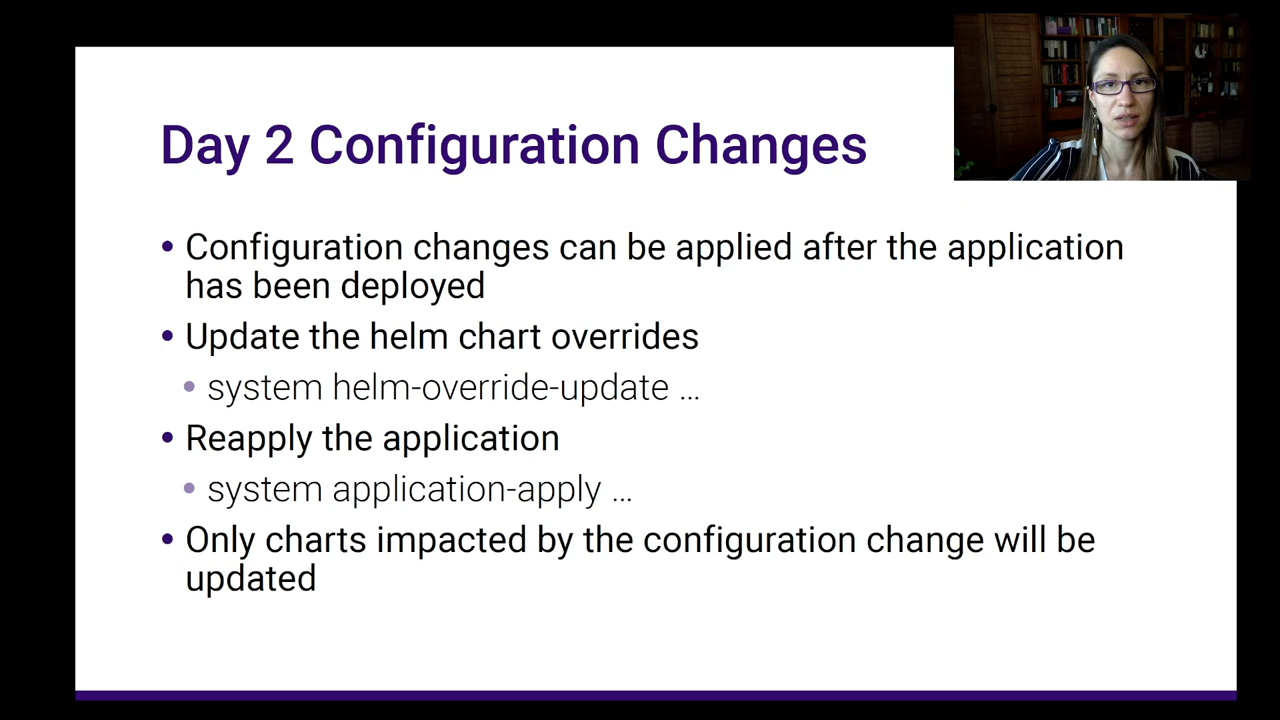 Day 2 Configuration Changes
• Configuration changes can be applied after the application
has been deployed
• Update the helm chart overrides
• system helm-override-update ...
• Reapply the application
• system application-apply ...
• Only charts impacted by the configuration change will be
updated